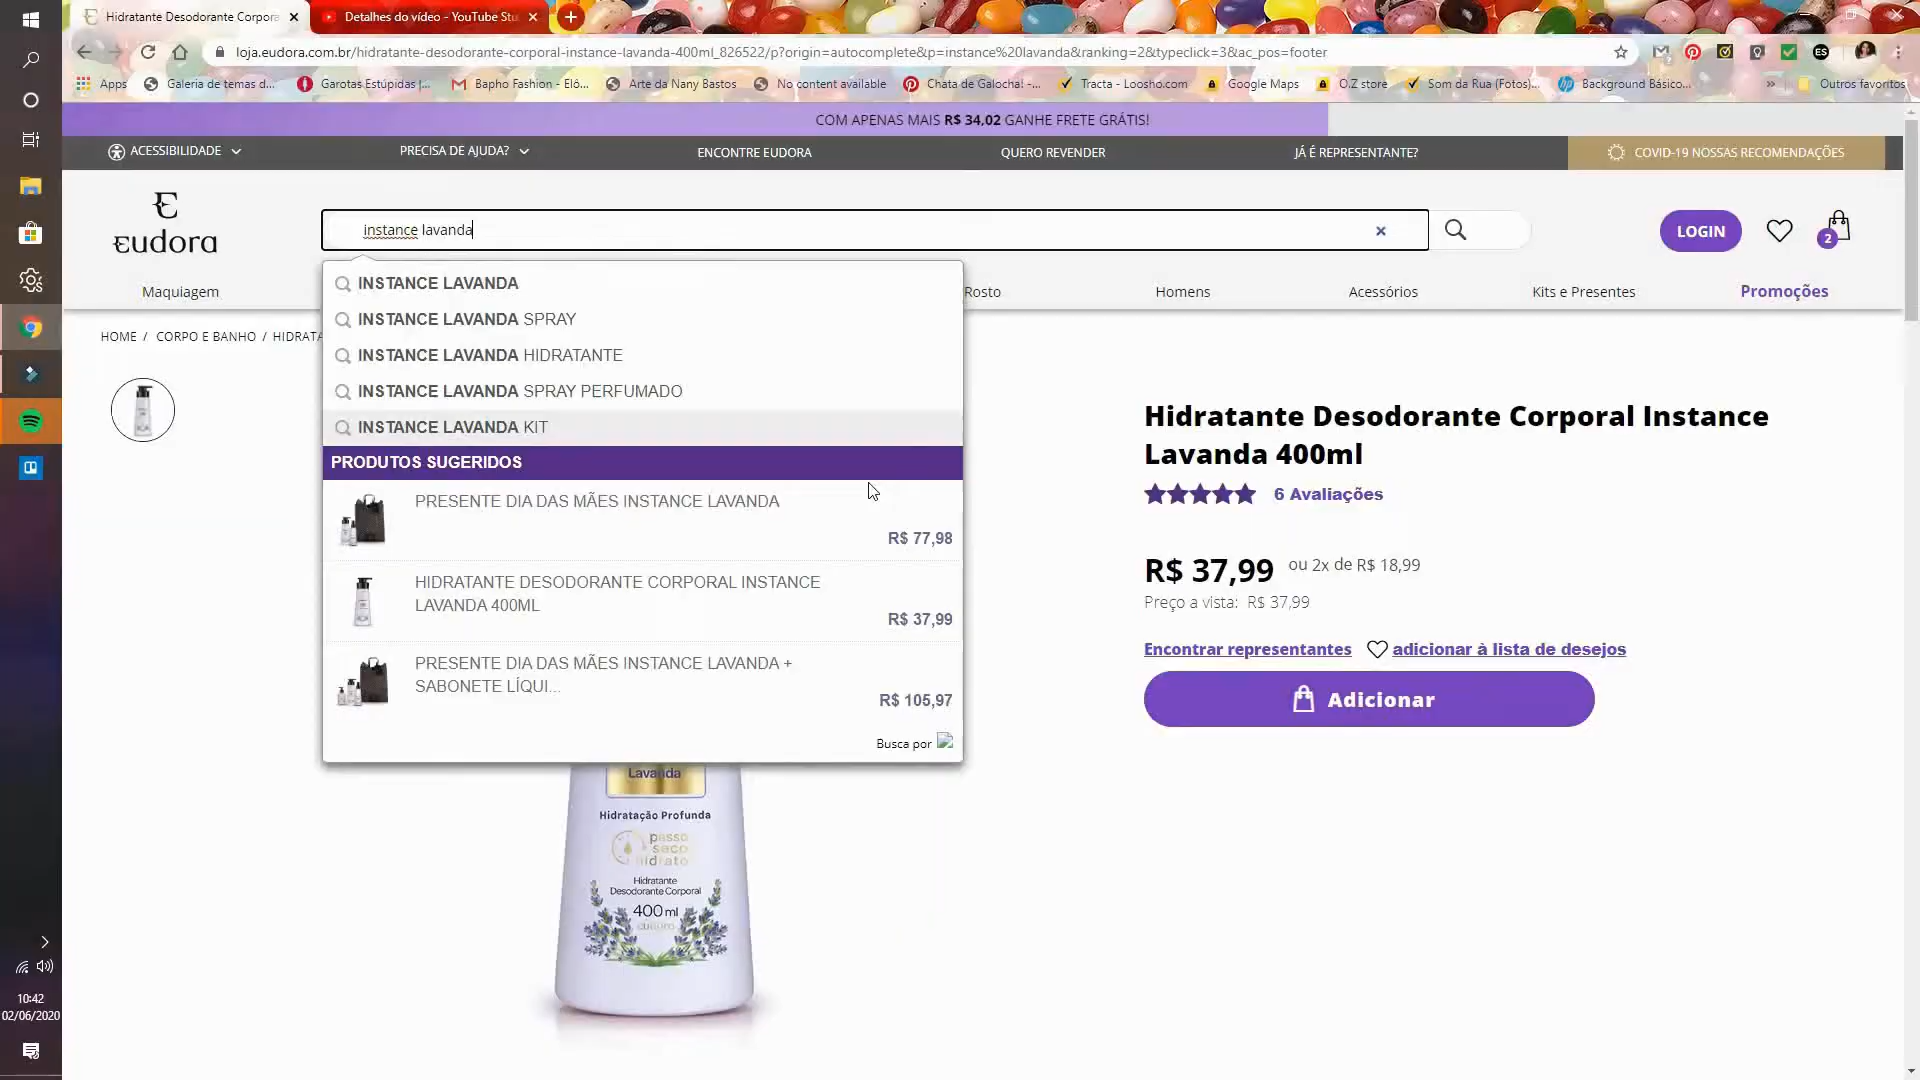 Hidratante Desodorante Corpora
Detalhes do vídeo - YouTube Stu
loja.eudora.com.br/hidratante-desodorante-corporal-instance-lavanda-400ml_826522/p?origin=autocomplete&p=instance%20lavanda&ranking=2&typeclick=3&ac_pos=footer
Apps
Galeria de temas d...
Garotas Estúpidas |...
Bapho Fashion - Elô...
Arte da Nany Bastos
No content available
Chata de Galocha! -...
Tracta - Loosho.com
Google Maps
O.Z store
Som da Rua (Fotos)...
Background Básico...
Outros favoritos
COM APENAS MAIS R$ 34,02 GANHE FRETE GRÁTIS!
ACESSIBILIDADE
PRECISA DE AJUDA?
ENCONTRE EUDORA
QUERO REVENDER
JÁ É REPRESENTANTE?
COVID-19 NOSSAS RECOMENDAÇÕES
eudora
instance lavanda
LOGIN
2
Maquiagem
Rosto
Homens
Acessórios
Kits e Presentes
Promoções
HOME / CORPO E BANHO / HIDRATA
INSTANCE LAVANDA
INSTANCE LAVANDA SPRAY
INSTANCE LAVANDA HIDRATANTE
INSTANCE LAVANDA SPRAY PERFUMADO
INSTANCE LAVANDA KIT
PRODUTOS SUGERIDOS
PRESENTE DIA DAS MÃES INSTANCE LAVANDA
R$ 77,98
HIDRATANTE DESODORANTE CORPORAL INSTANCE
LAVANDA 400ML
R$ 37,99
PRESENTE DIA DAS MÃES INSTANCE LAVANDA +
SABONETE LÍQUI...
R$ 105,97
Busca por
Hidratante Desodorante Corporal Instance
Lavanda 400ml
6 Avaliações
R$ 37,99 ou 2x de R$ 18,99
Preço a vista: R$ 37,99
Encontrar representantes
adicionar à lista de desejos
Adicionar
Lavanda
Hidratação Profunda
passo
seco
hidrato
Hidratante
Desodorante Corporal
400 ml
eudora
10:42
02/06/2020